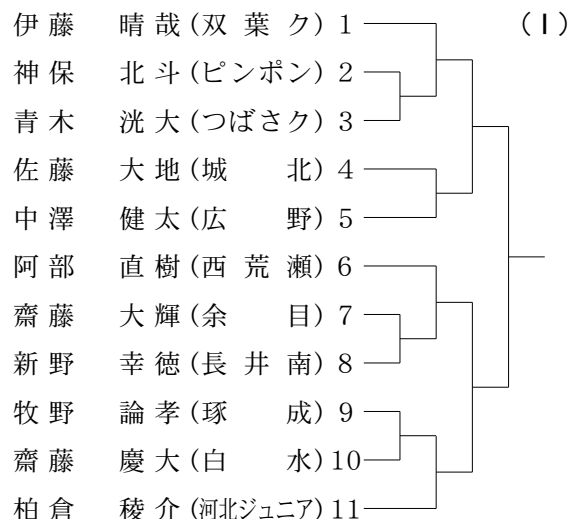 伊藤 晴哉(双葉ク) 1 (I)
神保 北斗(ピンポン) 2
青木 洸大(つばさク) 3
佐藤 大地(城 北) 4
中澤 健太(広 野) 5
阿部 直樹(西荒瀬) 6
齋藤 大輝(余 目) 7
新野 幸徳(長井南) 8
牧野 論孝(琢 成) 9
齋藤 慶大(白 水) 10
柏倉 稜介(河北ジュニア) 11